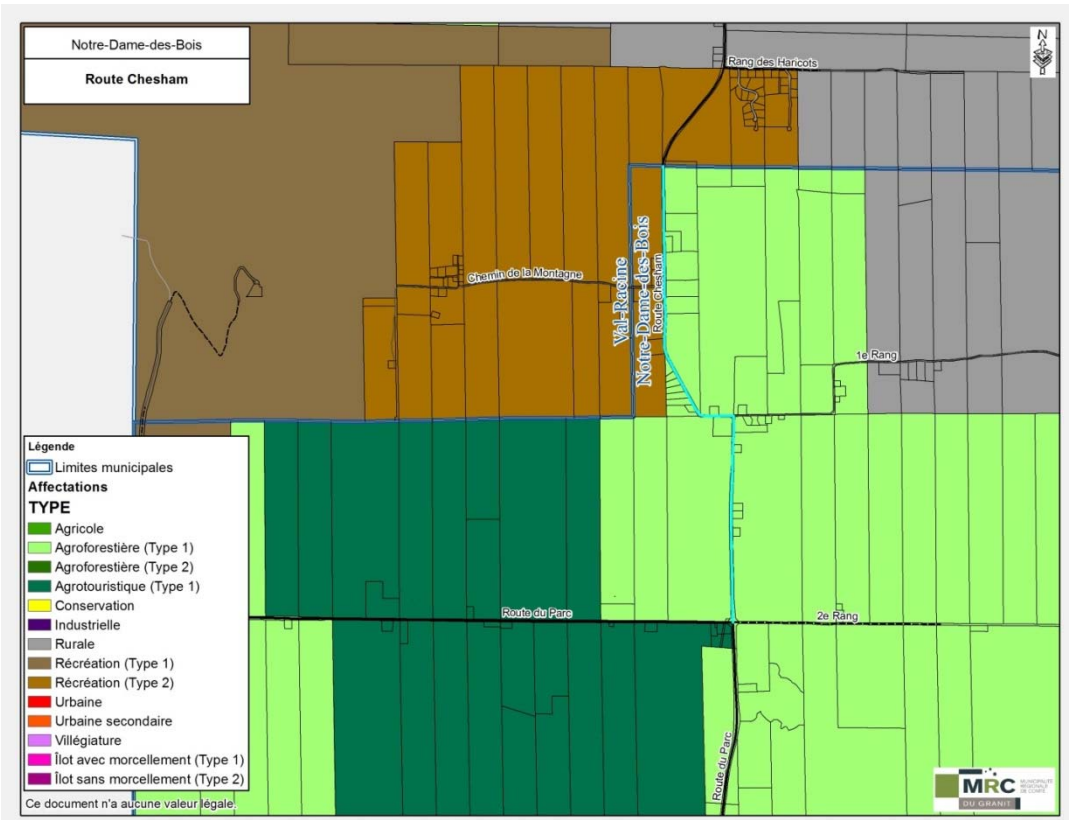 Notre-Dame-des-Bois
Route Chesham
N
Rang des Haricots
Chemin de la Montagne
Val-Racine
Notre-Dame-des-Bois
Route Chesham
1e Rang
Route du Parc
2e Rang
Route du Parc
Légende
Limites municipales
Affectations
TYPE
Agricole
Agroforestière (Type 1)
Agroforestière (Type 2)
Agrotouristique (Type 1)
Conservation
Industrielle
Rurale
Récréation (Type 1)
Récréation (Type 2)
Urbaine
Urbaine secondaire
Villégiature
Îlot avec morcellement (Type 1)
Îlot sans morcellement (Type 2)
Ce document n'a aucune valeur légale.
MRC
MUNICIPALITÉ
RÉGIONALE
DE COMTÉ
DU GRANIT